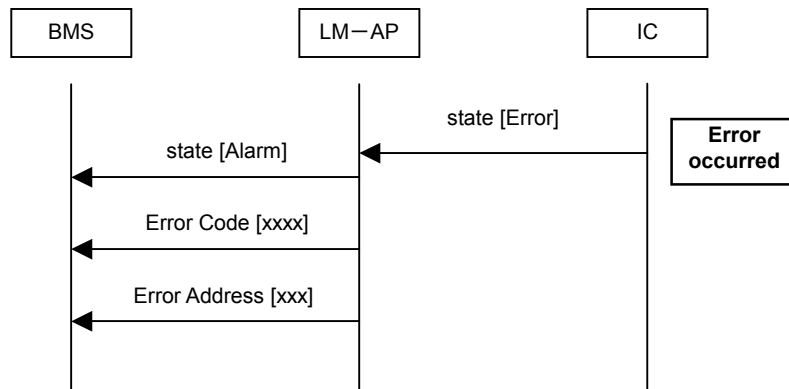 BMS
LM－AP
IC
state [Error]
Error
occurred
state [Alarm]
Error Code [xxxx]
Error Address [xxx]